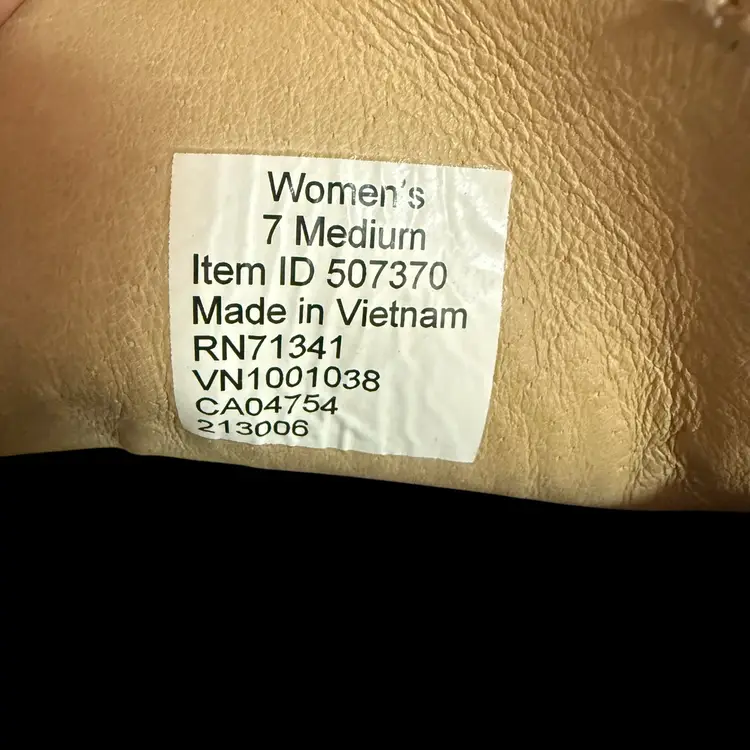 Women's
7 Medium
Item ID 507370
Made in Vietnam
RN71341
VN1001038
CA04754
213006